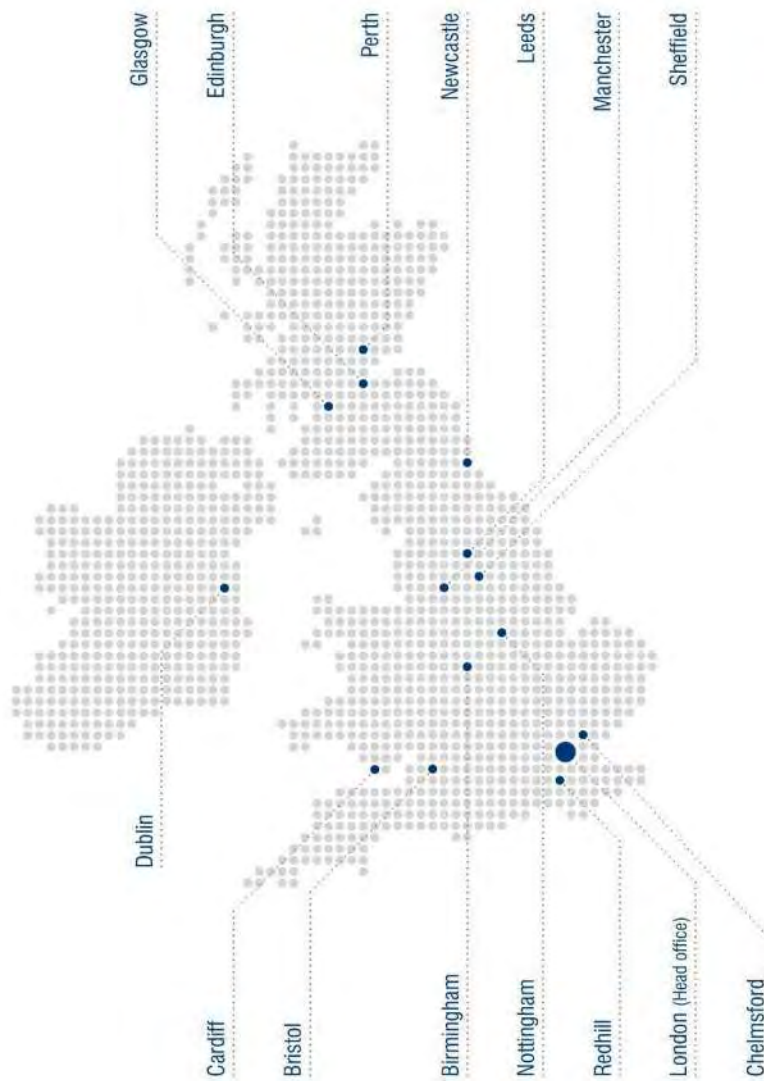 Glasgow
Edinburgh
Perth
Newcastle
Leeds
Manchester
Sheffield
Dublin
Cardiff
Bristol
Birmingham
Nottingham
Redhill
London (Head office)
Chelmsford